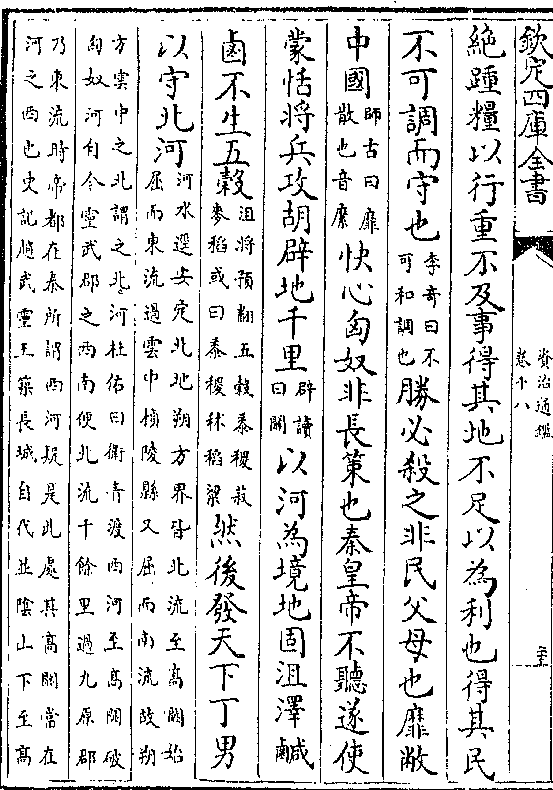 欽定四庫全書
資治通鑑
卷十八
絶踵糧以行重不及事得其地不足以為利也得其民
不可調而守也
李奇曰不
可和調也
勝必殺之非民父母也靡敝
中國
師古曰靡
散也音縻
快心匈奴非長策也秦皇帝不聽遂使
蒙恬將兵攻胡辟地千里
辟讀
曰闢
以河為境地固沮澤鹹
鹵不生五穀
沮將預翻五穀黍稷菽
麥稻或曰黍稷秫稻粱
然後發天下丁男
以守北河
河水逕安定北地朔方界皆北流至高闕始
屈而東流過雲中楨陵縣又屈而南流故朔
方雲中之北謂之北河杜佑曰衛青渡西河至高闕破
匈奴河自今靈武郡之西南便北流千餘里過九原郡
乃東流時帝都在秦所謂西河疑是此處其高闕當在
河之西也史記趙武靈王築長城自代並隂山下至高